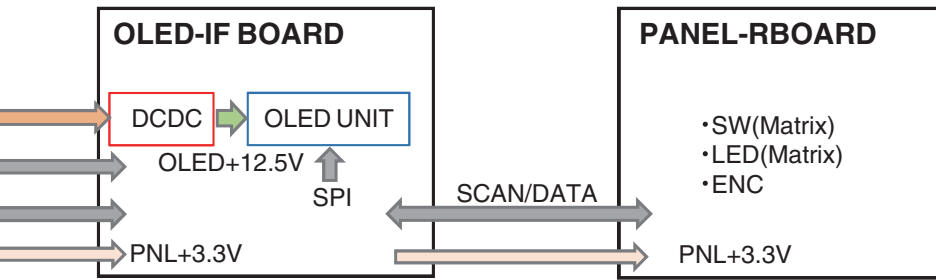 OLED-IF BOARD
PANEL-RBOARD
DCDC
OLED UNIT
OLED+12.5V
SPI
・SW(Matrix)
・LED(Matrix)
・ENC
SCAN/DATA
PNL+3.3V
PNL+3.3V